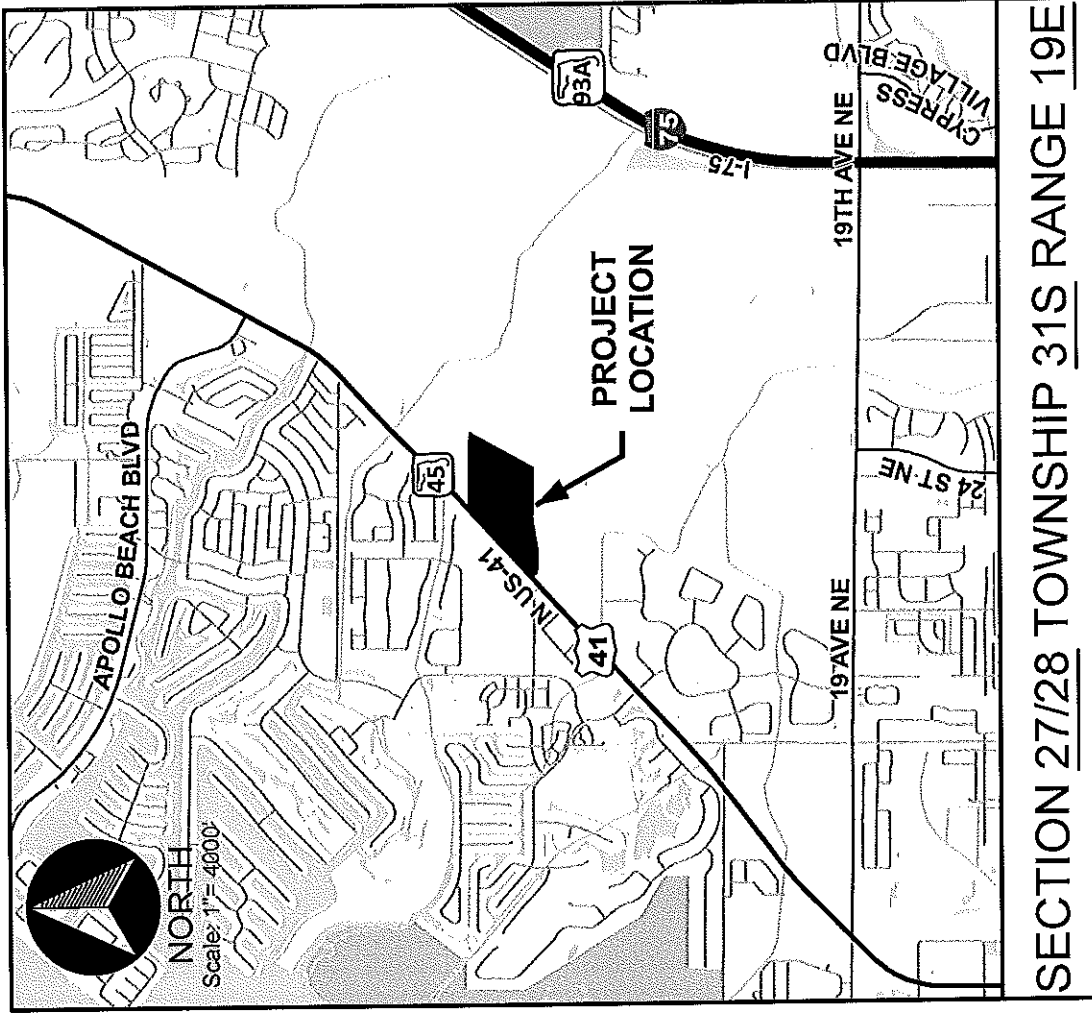 APOLLO BEACH BLVD
NORTH
Scale: 1"= 4000'
93A
75
I-75
19TH AVE NE
CYPRESS
VILLAGE BLVD
45
IN-US-41
41
PROJECT
LOCATION
24 ST NE
19 AVE NE
SECTION 27/28 TOWNSHIP 31S RANGE 19E